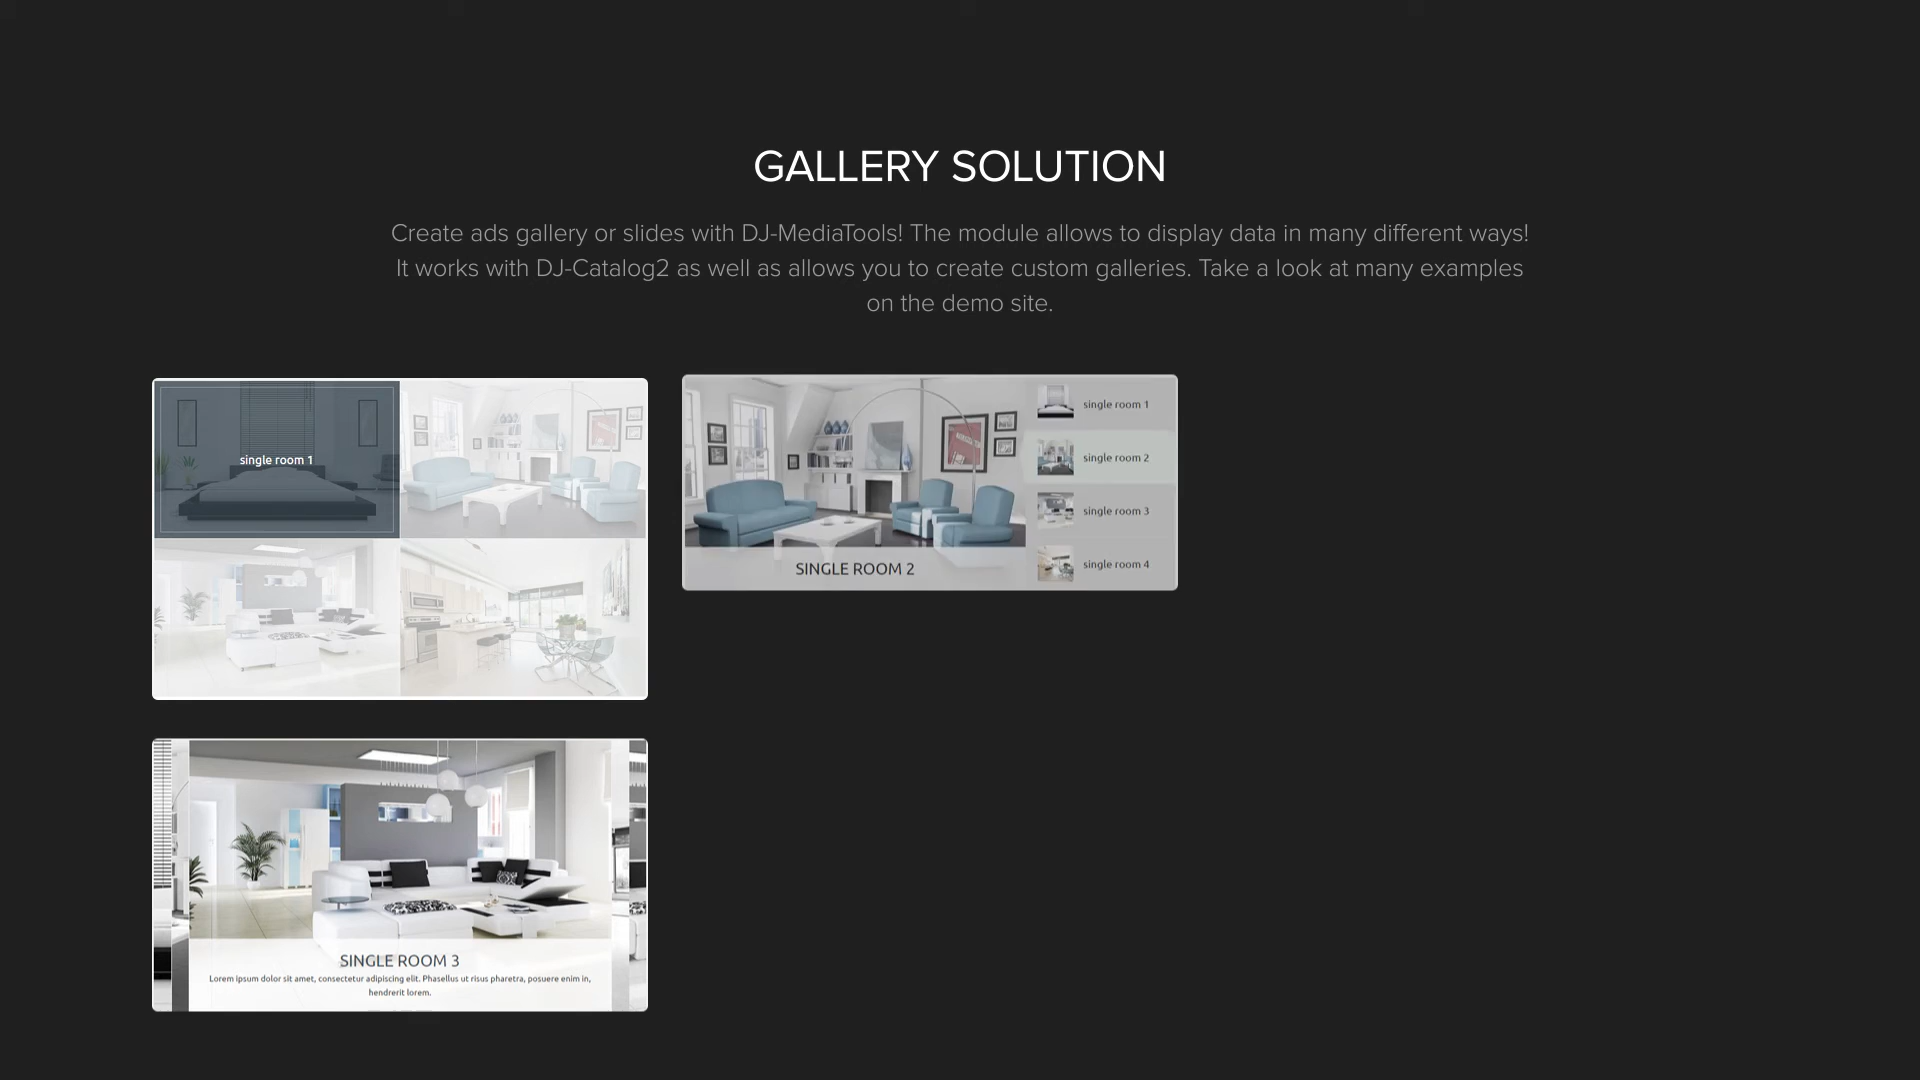 GALLERY SOLUTION
Create ads gallery or slides with DJ-MediaTools! The module allows to display data in many different ways!
It works with DJ-Catalog2 as well as allows you to create custom galleries. Take a look at many examples
on the demo site.
single room 1
single room 1
single room 2
single room 3
single room 4
SINGLE ROOM 2
SINGLE ROOM 3
Lorem ipsum dolor sit amet, consectetur adipiscing elit. Phasellus ut risus pharetra, posuere enim in,
hendrerit lorem.